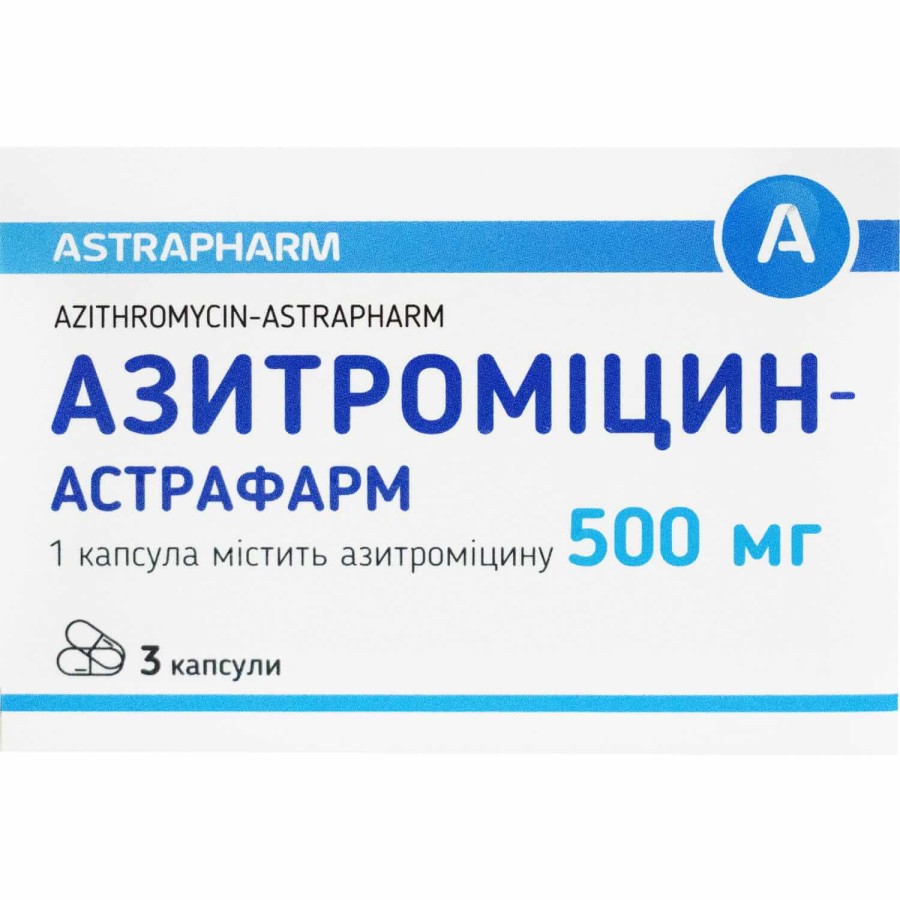 ASTRAPHARM
A
AZITHROMYCIN-ASTRAPHARM
АЗИТРОМІЦИН-
АСТРАФАРМ
1 капсула містить азитроміцину 500 мг
3 капсули